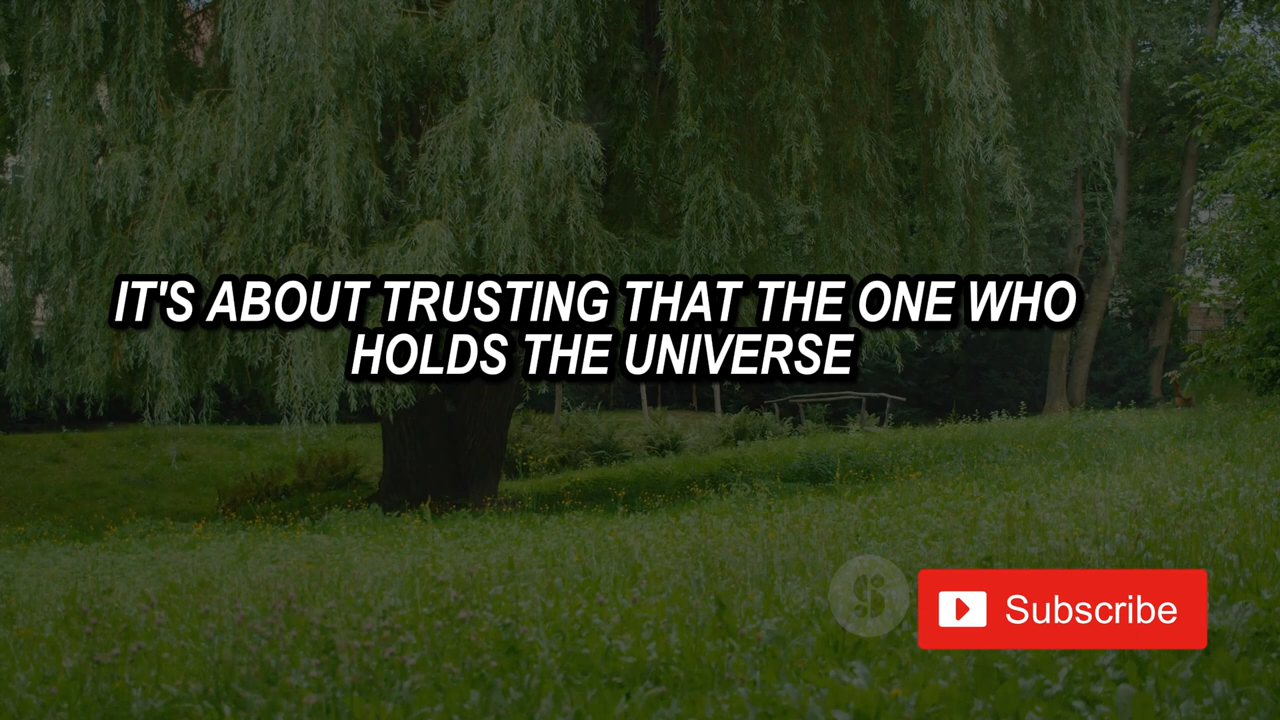 IT'S ABOUT TRUSTING THAT THE ONE WHO
HOLDS THE UNIVERSE
Subscribe